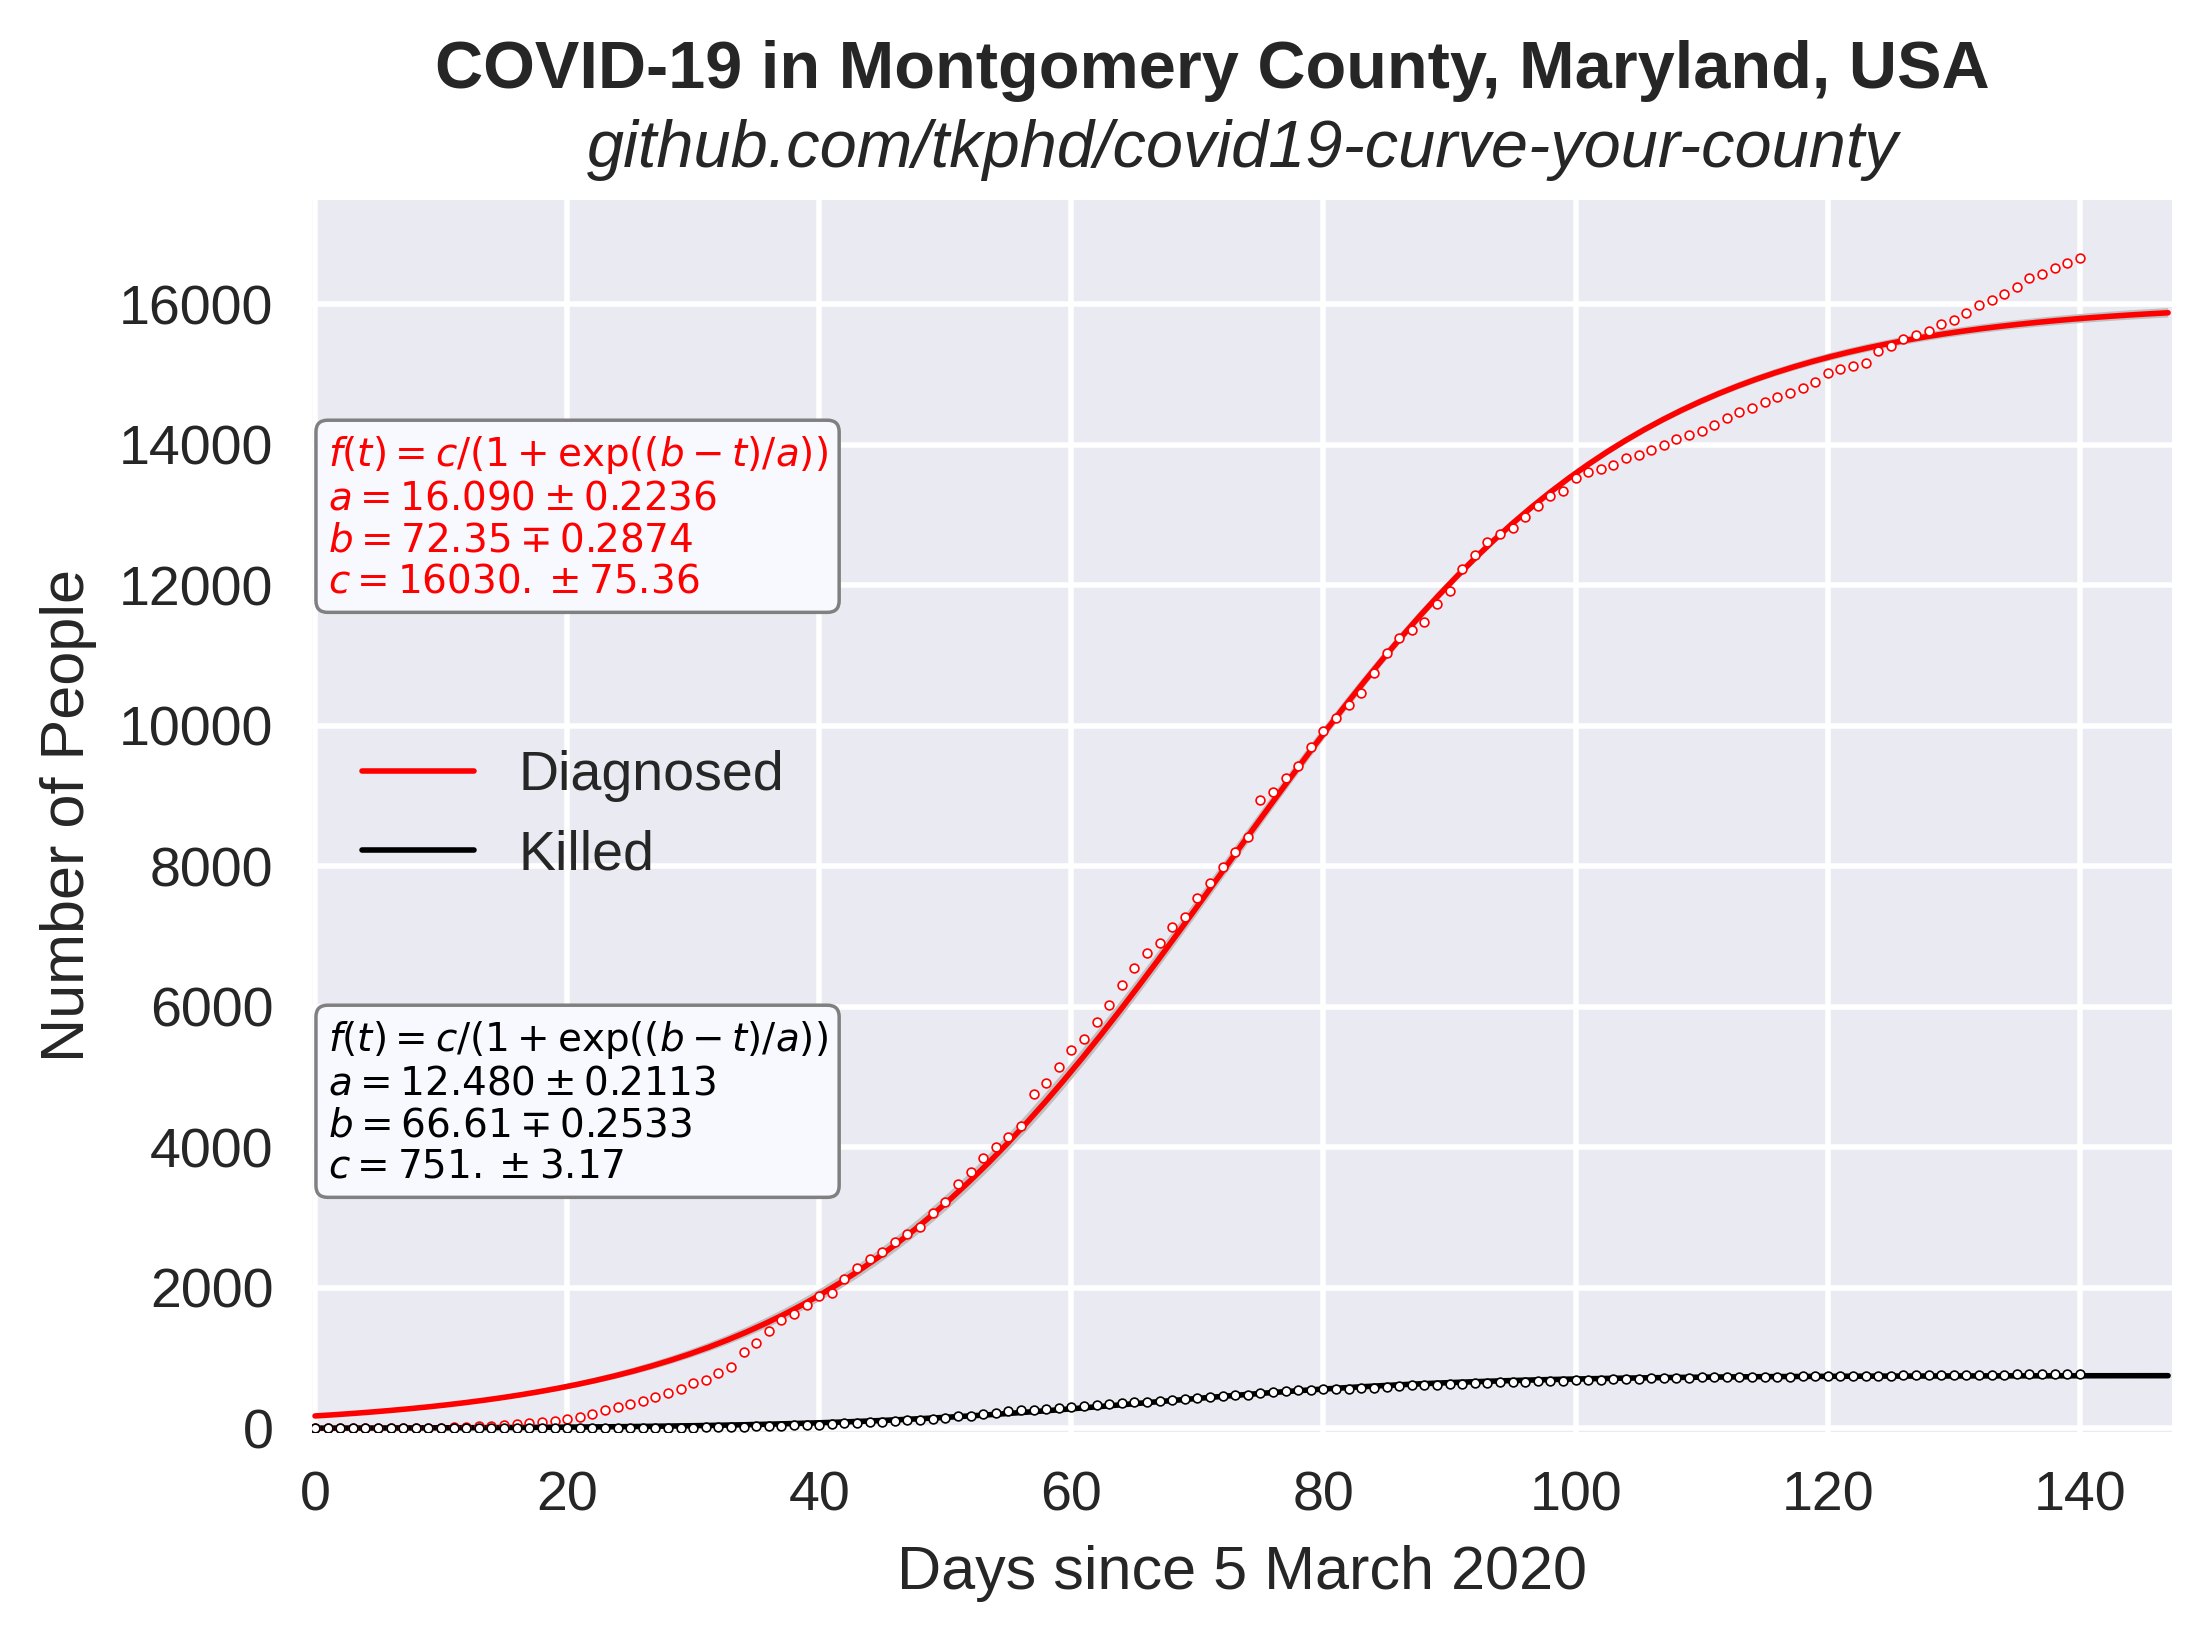 COVID-19 in Montgomery County, Maryland, USA
github.com/tkphd/covid19-curve-your-county
Number of People
16000
14000
12000
10000
8000
6000
4000
2000
0
f(t) = c/(1 + exp((b − t)/a))
a = 16.090 ± 0.2236
b = 72.35 ∓ 0.2874
c = 16030. ± 75.36
Diagnosed
Killed
f(t) = c/(1 + exp((b − t)/a))
a = 12.480 ± 0.2113
b = 66.61 ∓ 0.2533
c = 751. ± 3.17
0 20 40 60 80 100 120 140
Days since 5 March 2020